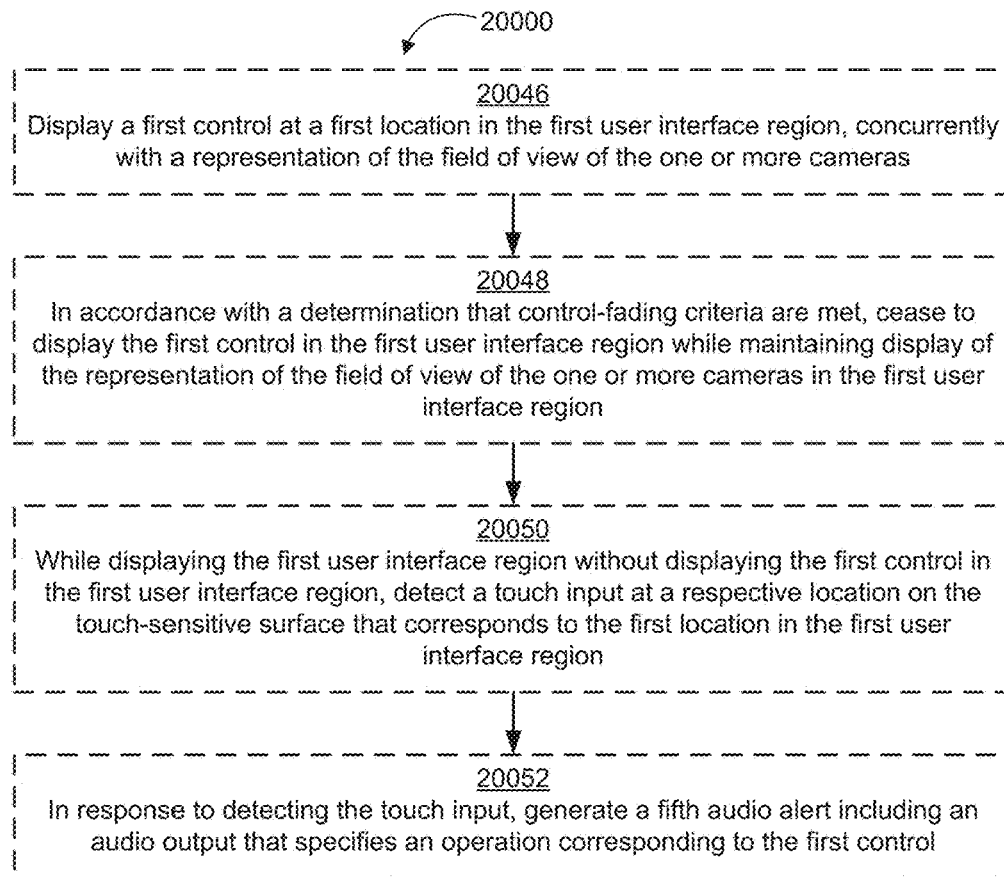 20000
20046
Display a first control at a first location in the first user interface region, concurrently
with a representation of the field of view of the one or more cameras
20048
In accordance with a determination that control-fading criteria are met, cease to
display the first control in the first user interface region while maintaining display of
the representation of the field of view of the one or more cameras in the first user
interface region
20050
While displaying the first user interface region without displaying the first control in
the first user interface region, detect a touch input at a respective location on the
touch-sensitive surface that corresponds to the first location in the first user
interface region
20052
In response to detecting the touch input, generate a fifth audio alert including an
audio output that specifies an operation corresponding to the first control